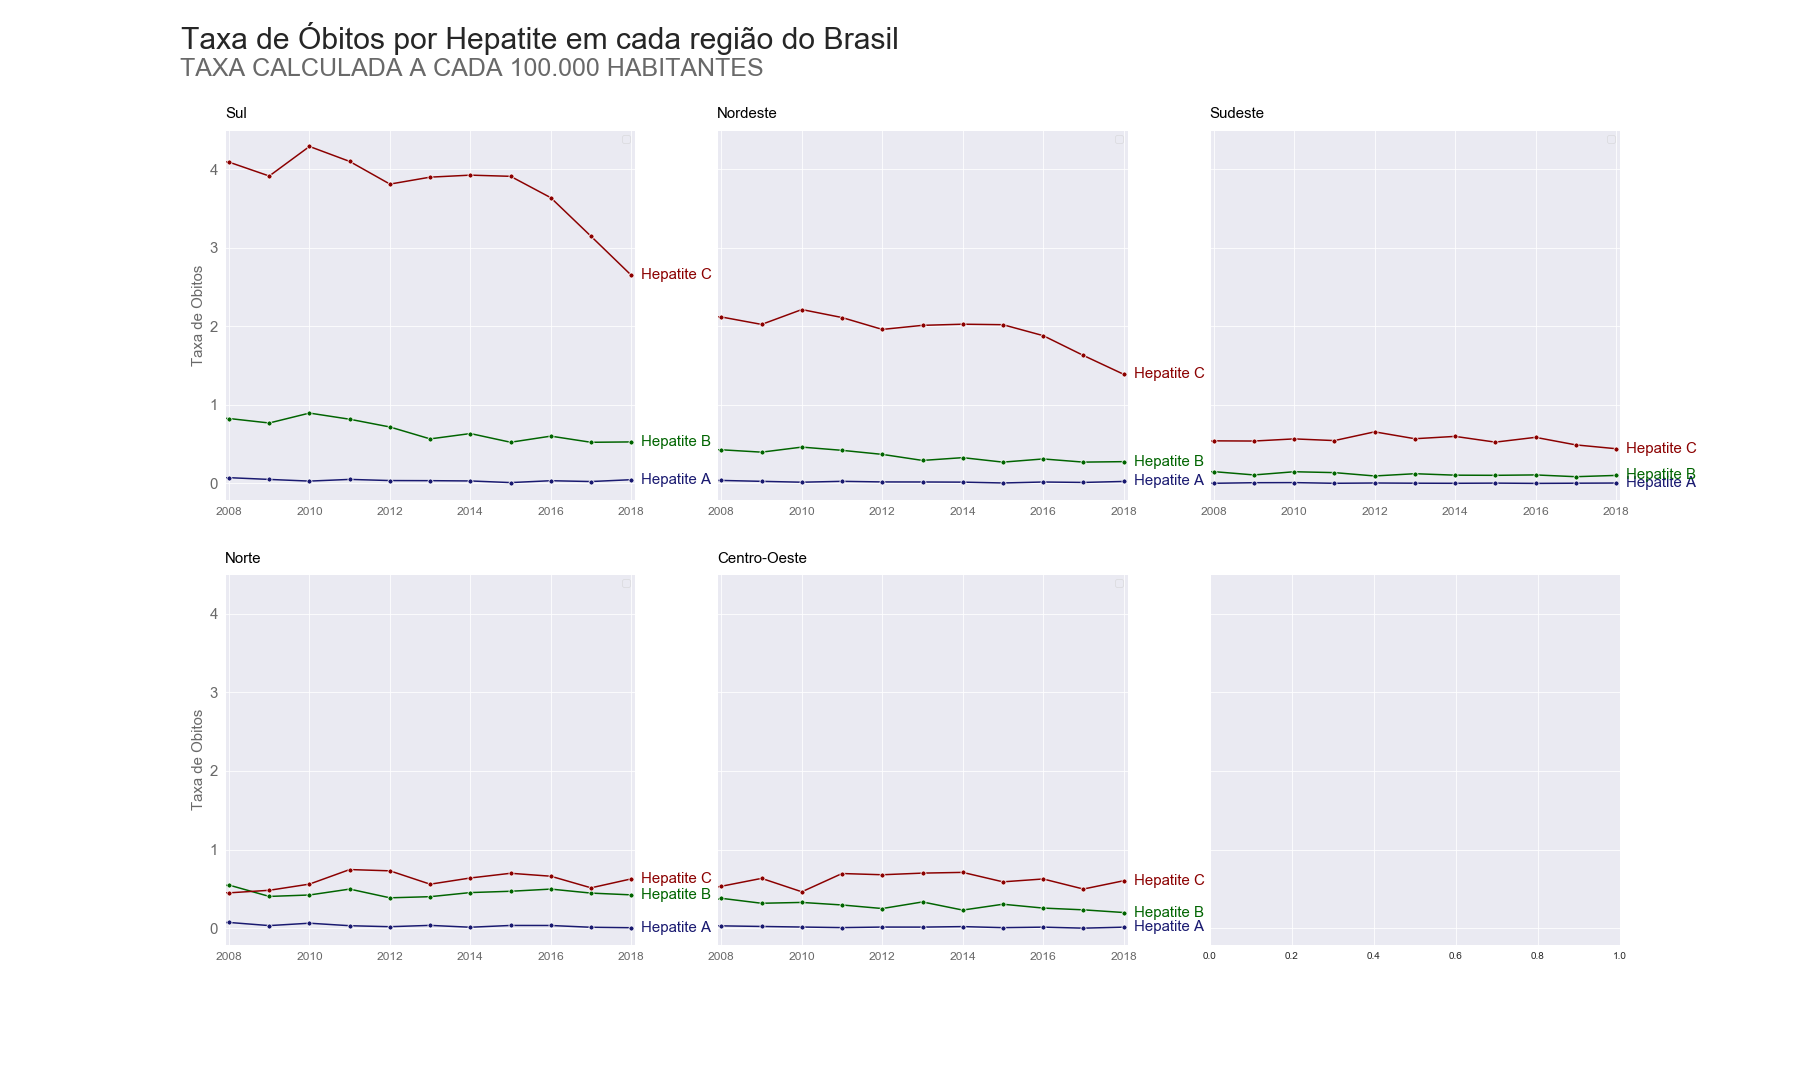 Taxa de Óbitos por Hepatite em cada região do Brasil
TAXA CALCULADA A CADA 100.000 HABITANTES
Sul
Nordeste
Sudeste
Taxa de Obitos
4
3
2
1
0
Hepatite C
Hepatite B
Hepatite A
Hepatite C
Hepatite B
Hepatite A
Hepatite C
Hepatite B
Hepatite A
2008 2010 2012 2014 2016 2018
2008 2010 2012 2014 2016 2018
2008 2010 2012 2014 2016 2018
Norte
Centro-Oeste
Taxa de Obitos
4
3
2
1
0
Hepatite C
Hepatite B
Hepatite A
Hepatite C
Hepatite B
Hepatite A
2008 2010 2012 2014 2016 2018
2008 2010 2012 2014 2016 2018
0.0 0.2 0.4 0.6 0.8 1.0